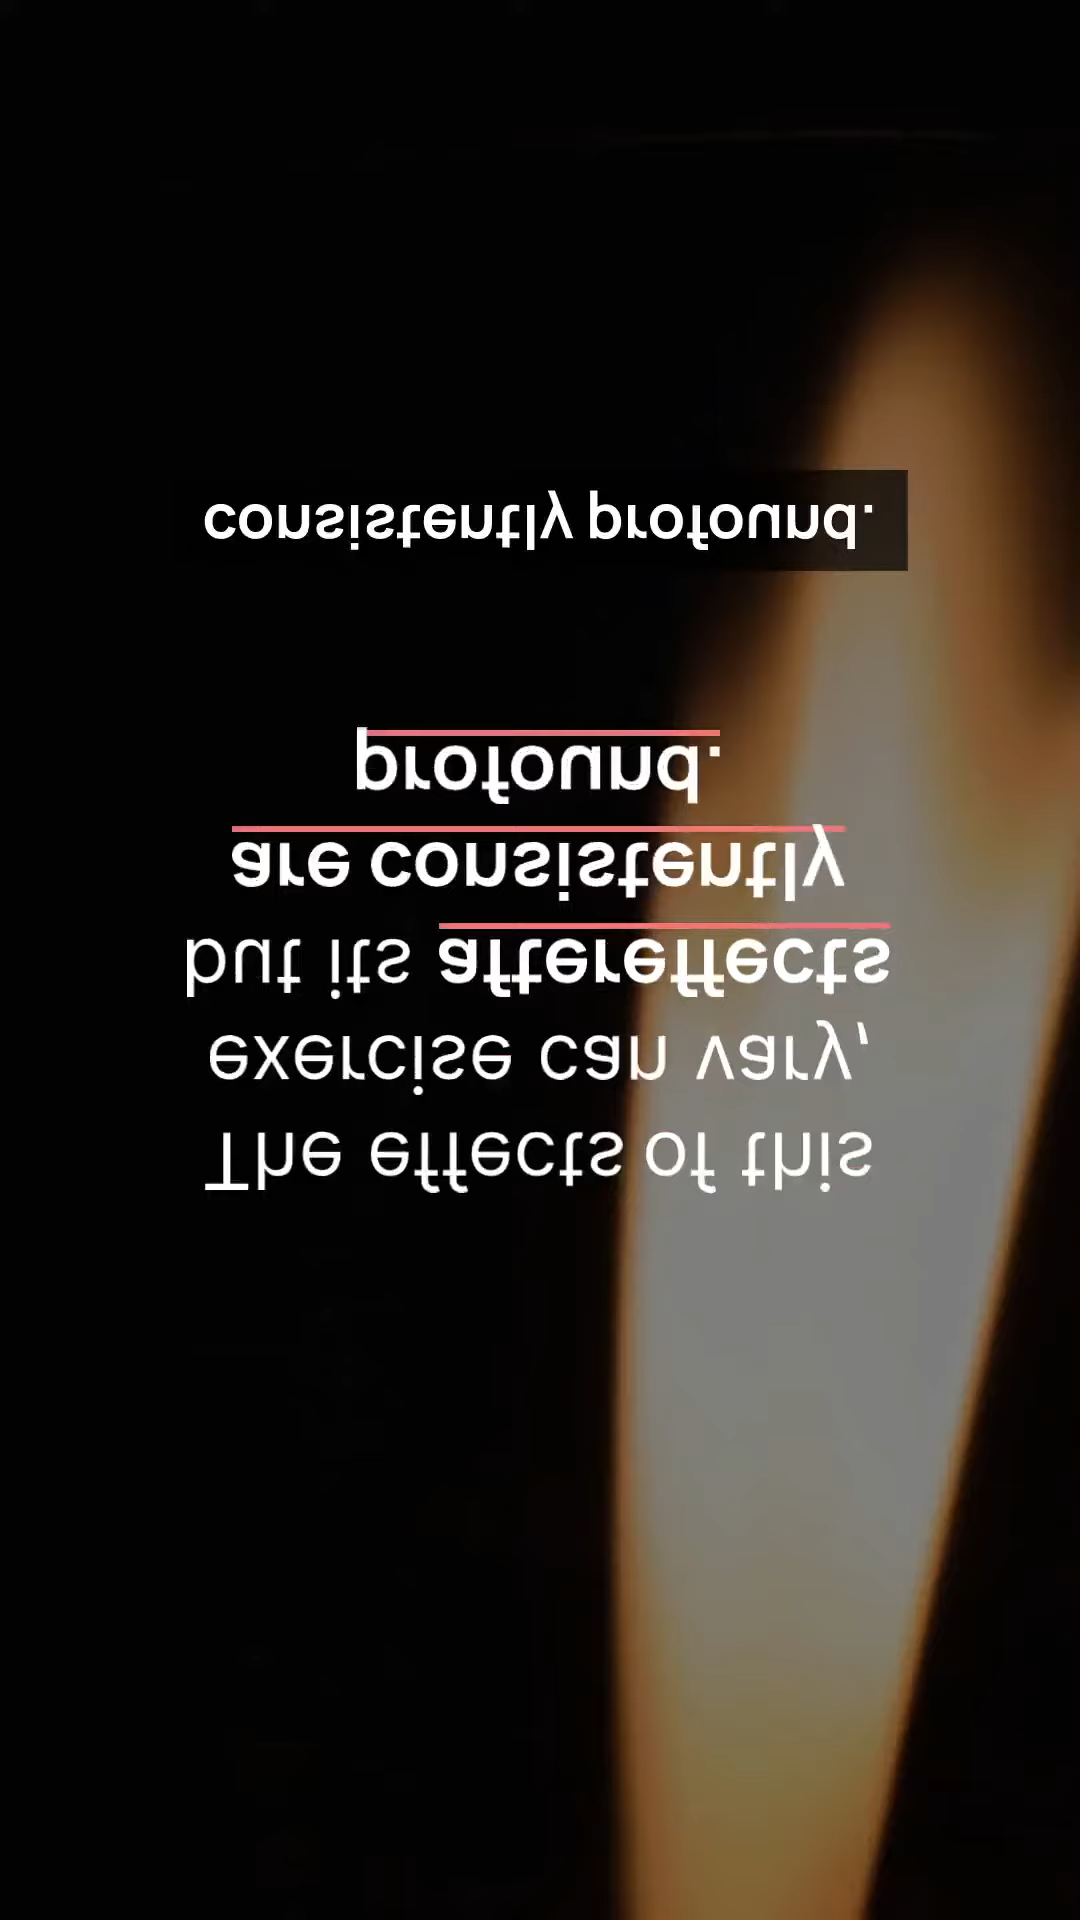 The effects of this
exercise can vary,
but its aftereffects
are consistently
profound.
consistently profound.